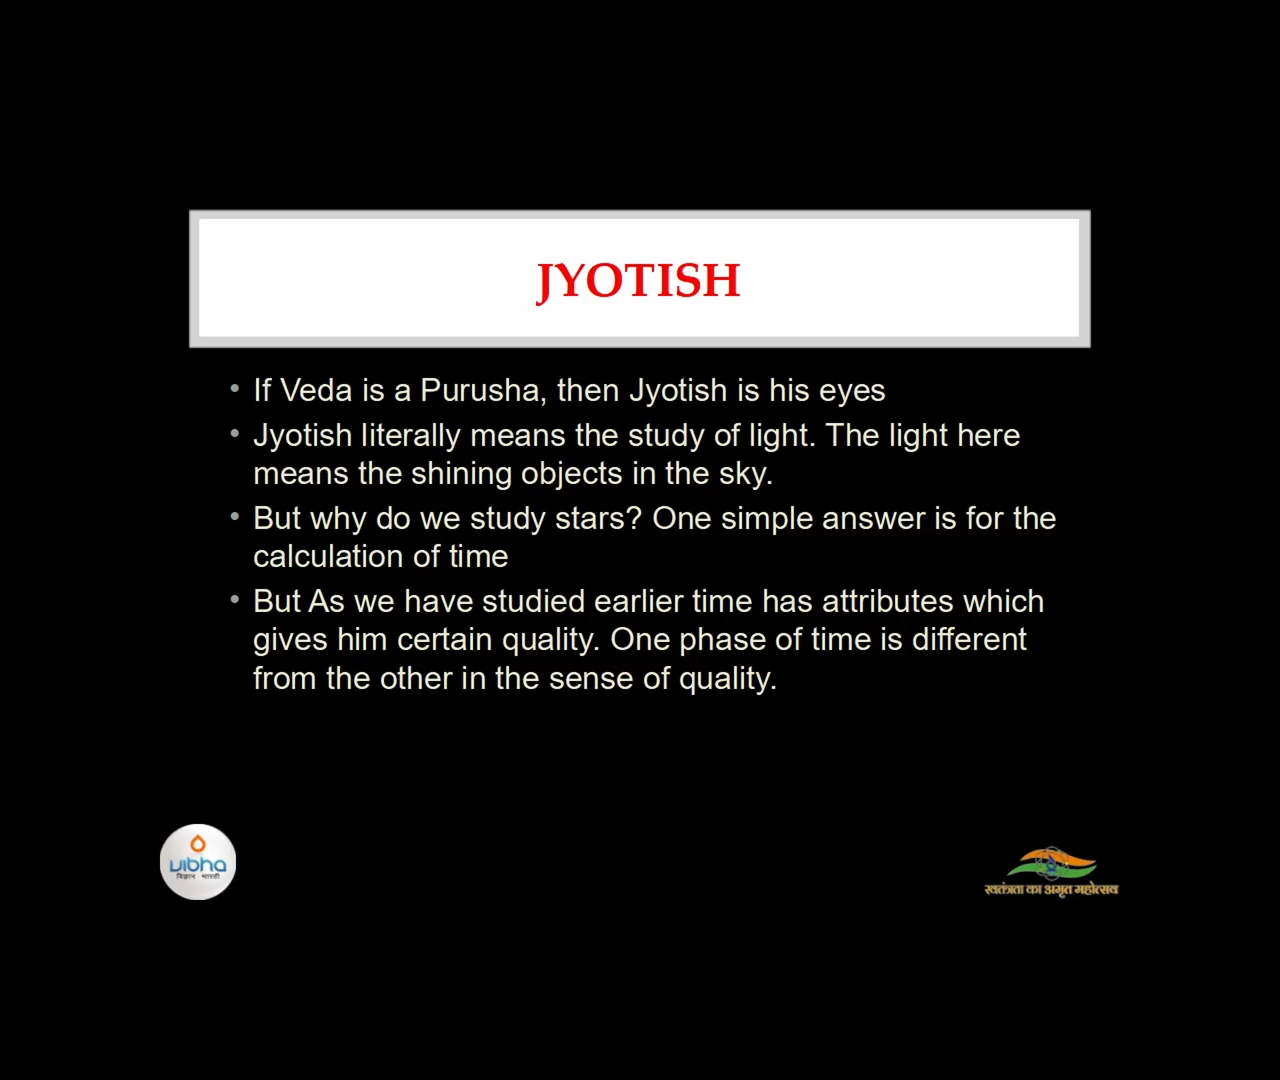 JYOTISH
• If Veda is a Purusha, then Jyotish is his eyes
• Jyotish literally means the study of light. The light here
means the shining objects in the sky.
• But why do we study stars? One simple answer is for the
calculation of time
• But As we have studied earlier time has attributes which
gives him certain quality. One phase of time is different
from the other in the sense of quality.
vibha
विज्ञान भारती
स्वतंत्रता का अमृत महोत्सव